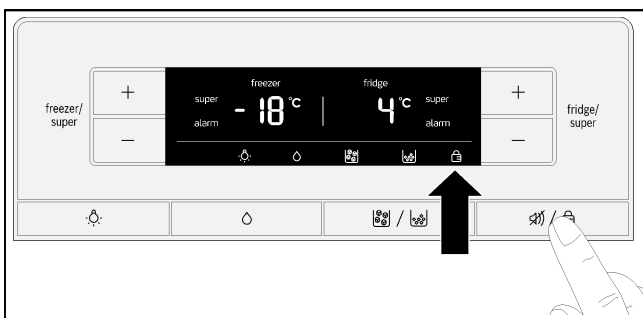 freezer/
super
+
−
freezer
super
alarm
-18 °C
fridge
4 °C
super
alarm
+
−
fridge/
super
/
/